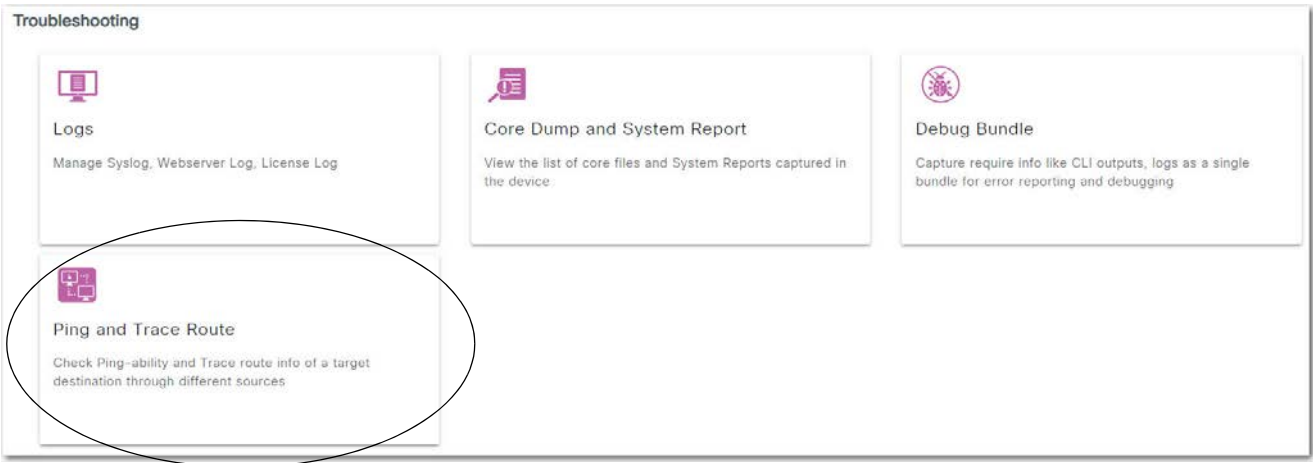 Troubleshooting
Logs
Manage Syslog, Webserver Log, License Log
Core Dump and System Report
View the list of core files and System Reports captured in
the device
Debug Bundle
Capture require info like CLI outputs, logs as a single
bundle for error reporting and debugging
Ping and Trace Route
Check Ping-ability and Trace route info of a target
destination through different sources